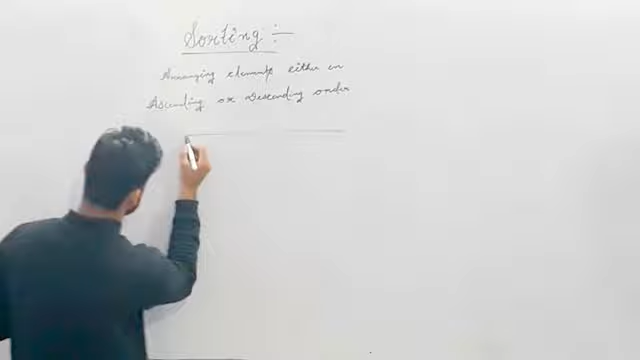 Sorting :-
Arranging elements either in
Ascending or Descending order